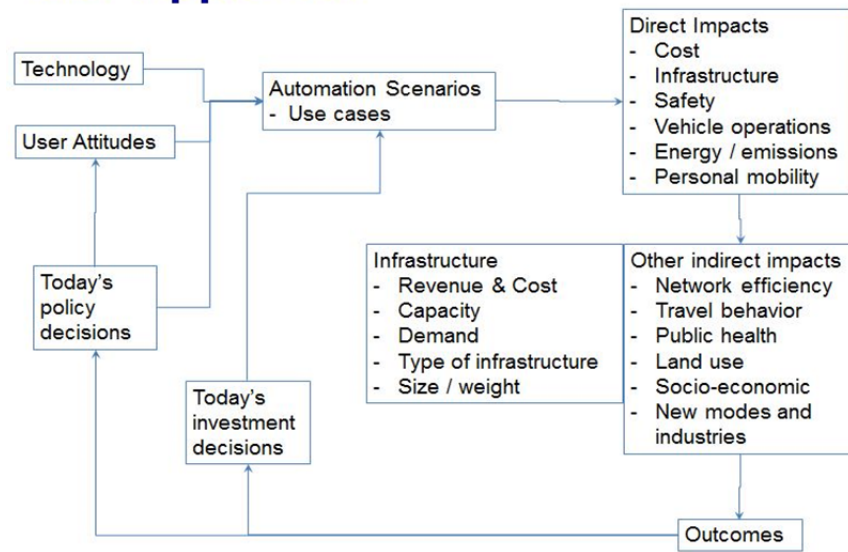 Technology
User Attitudes
Today's
policy
decisions
Today's
investment
decisions
Automation Scenarios
- Use cases
Direct Impacts
- Cost
- Infrastructure
- Safety
- Vehicle operations
- Energy / emissions
- Personal mobility
Infrastructure
- Revenue & Cost
- Capacity
- Demand
- Type of infrastructure
- Size / weight
Other indirect impacts
- Network efficiency
- Travel behavior
- Public health
- Land use
- Socio-economic
- New modes and
industries
Outcomes